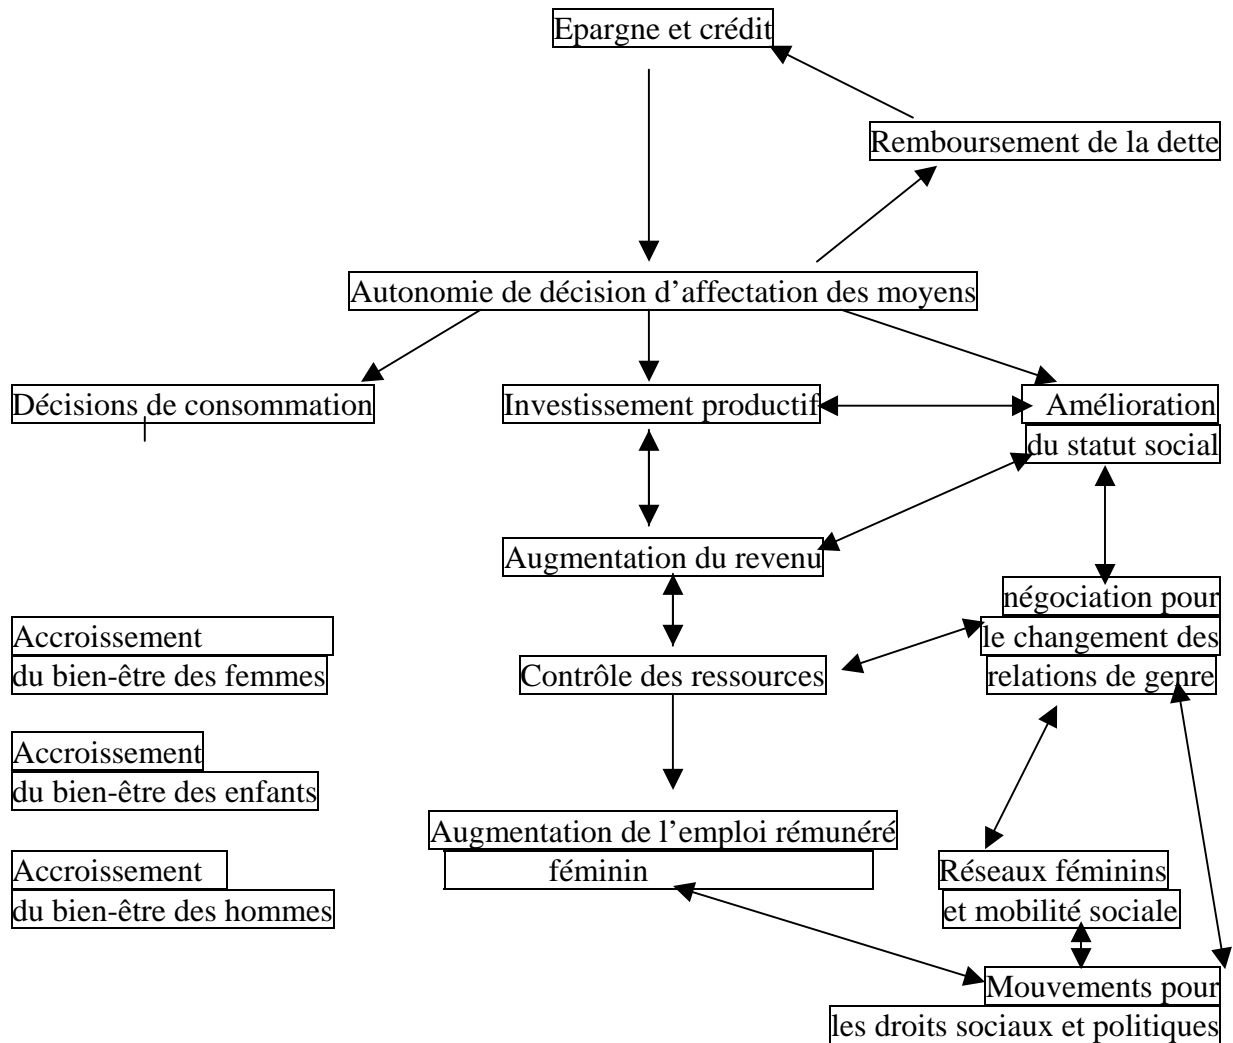 Epargne et crédit
Remboursement de la dette
Autonomie de décision d’affectation des moyens
Décisions de consommation
Investissement productif
Amélioration
du statut social
Augmentation du revenu
négociation pour
le changement des
relations de genre
Accroissement
du bien-être des femmes
Contrôle des ressources
Accroissement
du bien-être des enfants
Augmentation de l’emploi rémunéré
féminin
Accroissement
du bien-être des hommes
Réseaux féminins
et mobilité sociale
Mouvements pour
les droits sociaux et politiques